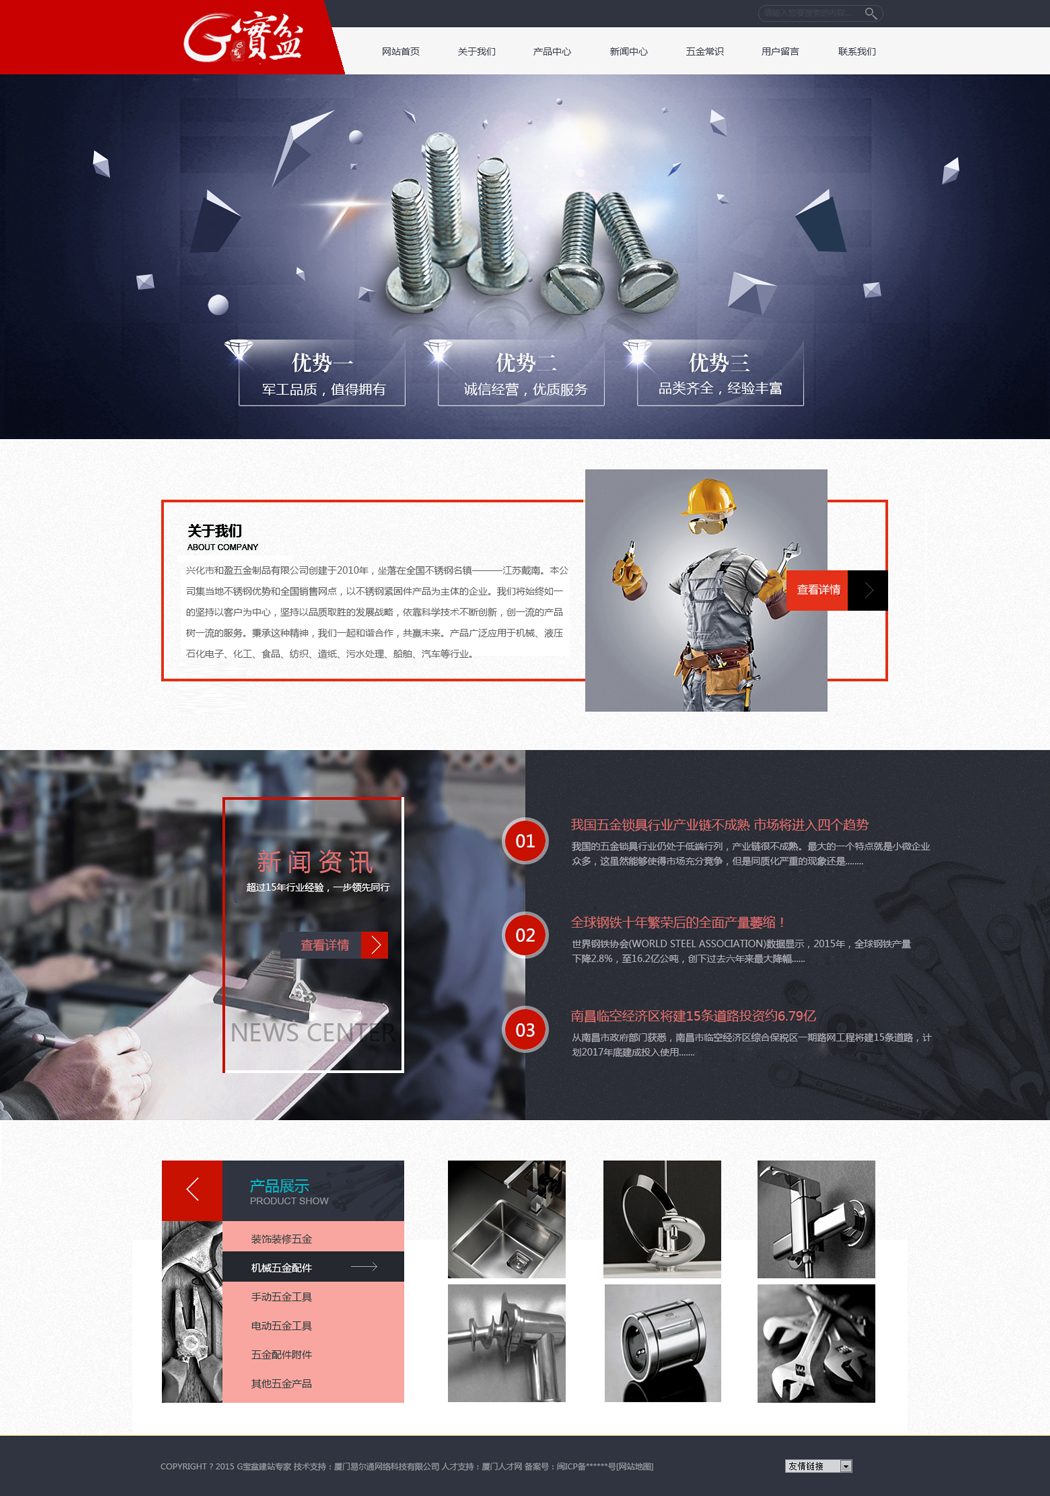 G宝寶盆
网站首页 关于我们 产品中心 新闻中心 五金常识 用户留言 联系我们
优势一 优势二 优势三
军工品质，值得拥有 诚信经营，优质服务 品类齐全，经验丰富
关于我们
ABOUT COMPANY
兴化市和盈五金制品有限公司创建于2010年，坐落在全国不锈钢名镇———江苏戴南。本公
司集当地不锈钢优势和全国销售网点，以不锈钢紧固件产品为主体的企业。我们将始终如一
的坚持以客户为中心，坚持以品质取胜的发展战略，依靠科学技术不断创新，创一流的产品
树一流的服务。秉承这种精神，我们一起和谐合作，共赢未来。产品广泛应用于机械、液压
石化电子、化工、食品、纺织、造纸、污水处理、船舶、汽车等行业。
查看详情
新闻资讯
超过15年行业经验，一步领先同行
查看详情
NEWS CENTER
01
我国五金锁具行业产业链不成熟 市场将进入四个趋势
我国的五金锁具行业仍处于低端行列，产业链很不成熟。最大的一个特点就是小微企业
众多，这虽然能够使得市场充分竞争，但是同质化严重的现象还是........
02
全球钢铁十年繁荣后的全面产量萎缩！
世界钢铁协会(WORLD STEEL ASSOCIATION)数据显示，2015年，全球钢铁产量
下降2.8%，至16.2亿公吨，创下过去六年来最大降幅......
03
南昌临空经济区将建15条道路投资约6.79亿
从南昌市政府部门获悉，南昌市临空经济区综合保税区一期路网工程将建15条道路，计
划2017年底建成投入使用.......
产品展示
PRODUCT SHOW
装饰装修五金
机械五金配件
手动五金工具
电动五金工具
五金配件附件
其他五金产品
COPYRIGHT ? 2015 G宝盆建站专家 技术支持：厦门易尔通网络科技有限公司 人才支持：厦门人才网 备案号：闽ICP备******号[网站地图]
友情链接